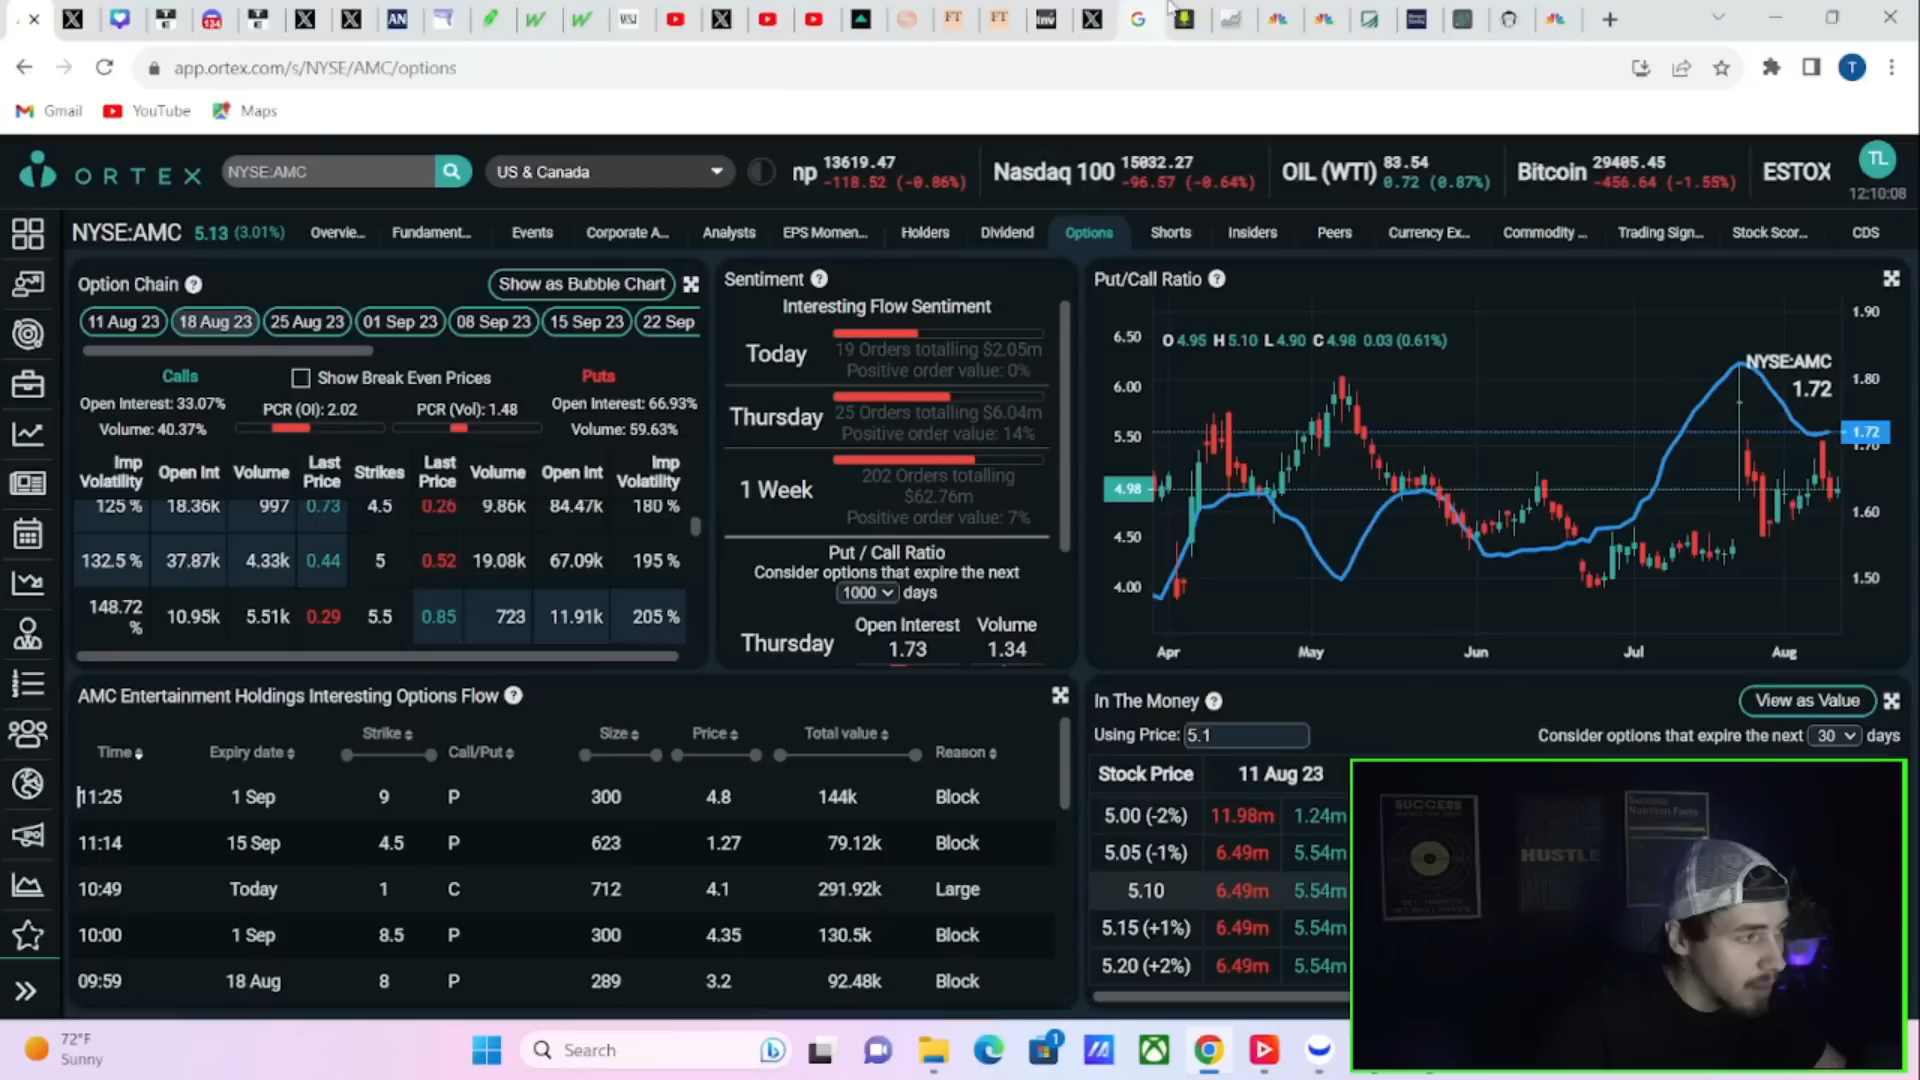 app.ortex.com/s/NYSE/AMC/options
T
Gmail YouTube Maps
ORTEX NYSE:AMC US & Canada
np 13619.47 -118.52 (-0.86%)
Nasdaq 100 15032.27 -96.57 (-0.64%)
OIL (WTI) 83.54 0.72 (0.87%)
Bitcoin 29405.45 -456.64 (-1.55%)
ESTOX
TL
12:10:08
NYSE:AMC 5.13 (3.01%) Overvie... Fundament... Events Corporate A... Analysts EPS Momen... Holders Dividend Options Shorts Insiders Peers Currency Ex... Commodity ... Trading Sign... Stock Scor... CDS
Option Chain ? Show as Bubble Chart
11 Aug 23 18 Aug 23 25 Aug 23 01 Sep 23 08 Sep 23 15 Sep 23 22 Sep
Calls Show Break Even Prices Puts
Open Interest: 33.07% PCR (OI): 2.02 PCR (Vol): 1.48 Open Interest: 66.93%
Volume: 40.37% Volume: 59.63%
Imp Volatility Open Int Volume Last Price Strikes Last Price Volume Open Int Imp Volatility
125 % 18.36k 997 0.73 4.5 0.26 9.86k 84.47k 180 %
132.5 % 37.87k 4.33k 0.44 5 0.52 19.08k 67.09k 195 %
148.72 % 10.95k 5.51k 0.29 5.5 0.85 723 11.91k 205 %
Sentiment ?
Interesting Flow Sentiment
Today 19 Orders totalling $2.05m
Positive order value: 0%
Thursday 25 Orders totalling $6.04m
Positive order value: 14%
1 Week 202 Orders totalling
$62.76m
Positive order value: 7%
Put / Call Ratio
Consider options that expire the next
1000 days
Open Interest Volume
Thursday 1.73 1.34
Put/Call Ratio ?
O 4.95 H 5.10 L 4.90 C 4.98 0.03 (0.61%)
NYSE:AMC
1.72
6.50
6.00
5.50
4.98
4.50
4.00
1.90
1.80
1.72
1.70
1.60
1.50
Apr May Jun Jul Aug
AMC Entertainment Holdings Interesting Options Flow ?
Time Expiry date Strike Call/Put Size Price Total value Reason
11:25 1 Sep 9 P 300 4.8 144k Block
11:14 15 Sep 4.5 P 623 1.27 79.12k Block
10:49 Today 1 C 712 4.1 291.92k Large
10:00 1 Sep 8.5 P 300 4.35 130.5k Block
09:59 18 Aug 8 P 289 3.2 92.48k Block
In The Money ? View as Value
Using Price: 5.1 Consider options that expire the next 30 days
Stock Price 11 Aug 23
5.00 (-2%) 11.98m 1.24m
5.05 (-1%) 6.49m 5.54m
5.10 6.49m 5.54m
5.15 (+1%) 6.49m 5.54m
5.20 (+2%) 6.49m 5.54m
SUCCESS
HUSTLE
Nutrition Facts
72°F
Sunny
Search
1